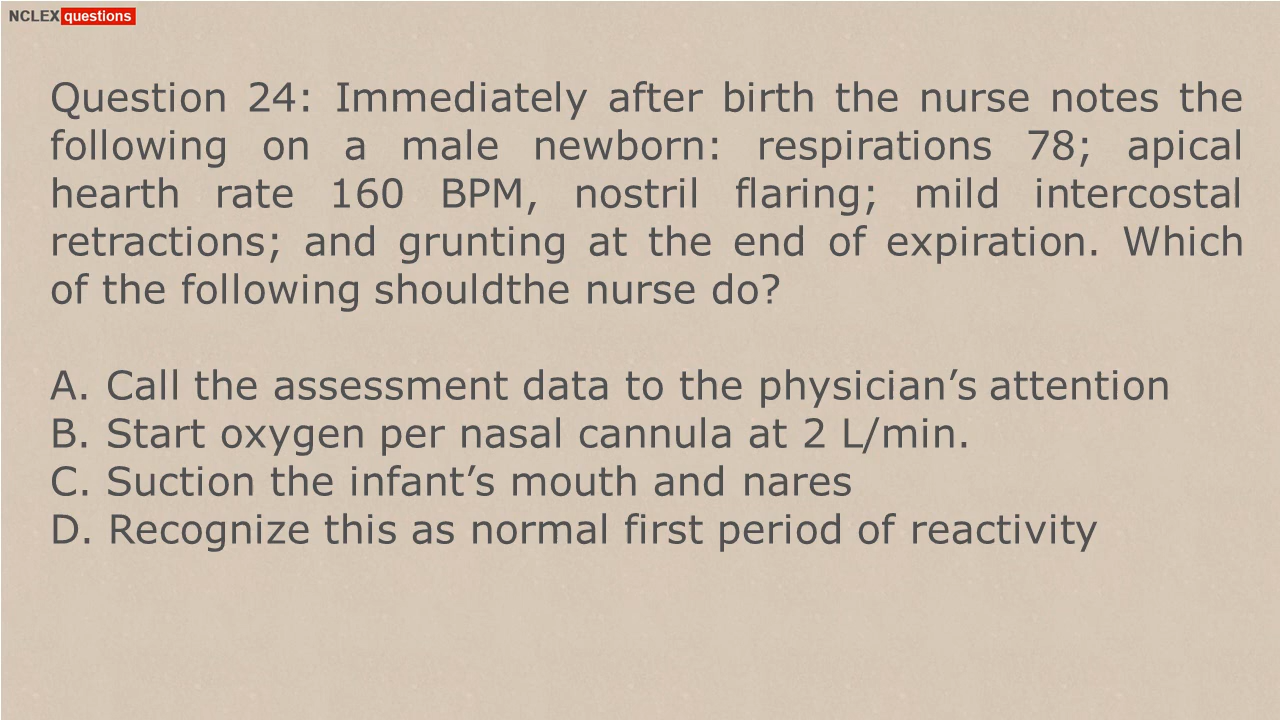 NCLEX questions
Question 24: Immediately after birth the nurse notes the
following on a male newborn: respirations 78; apical
hearth rate 160 BPM, nostril flaring; mild intercostal
retractions; and grunting at the end of expiration. Which
of the following shouldthe nurse do?
A. Call the assessment data to the physician’s attention
B. Start oxygen per nasal cannula at 2 L/min.
C. Suction the infant’s mouth and nares
D. Recognize this as normal first period of reactivity